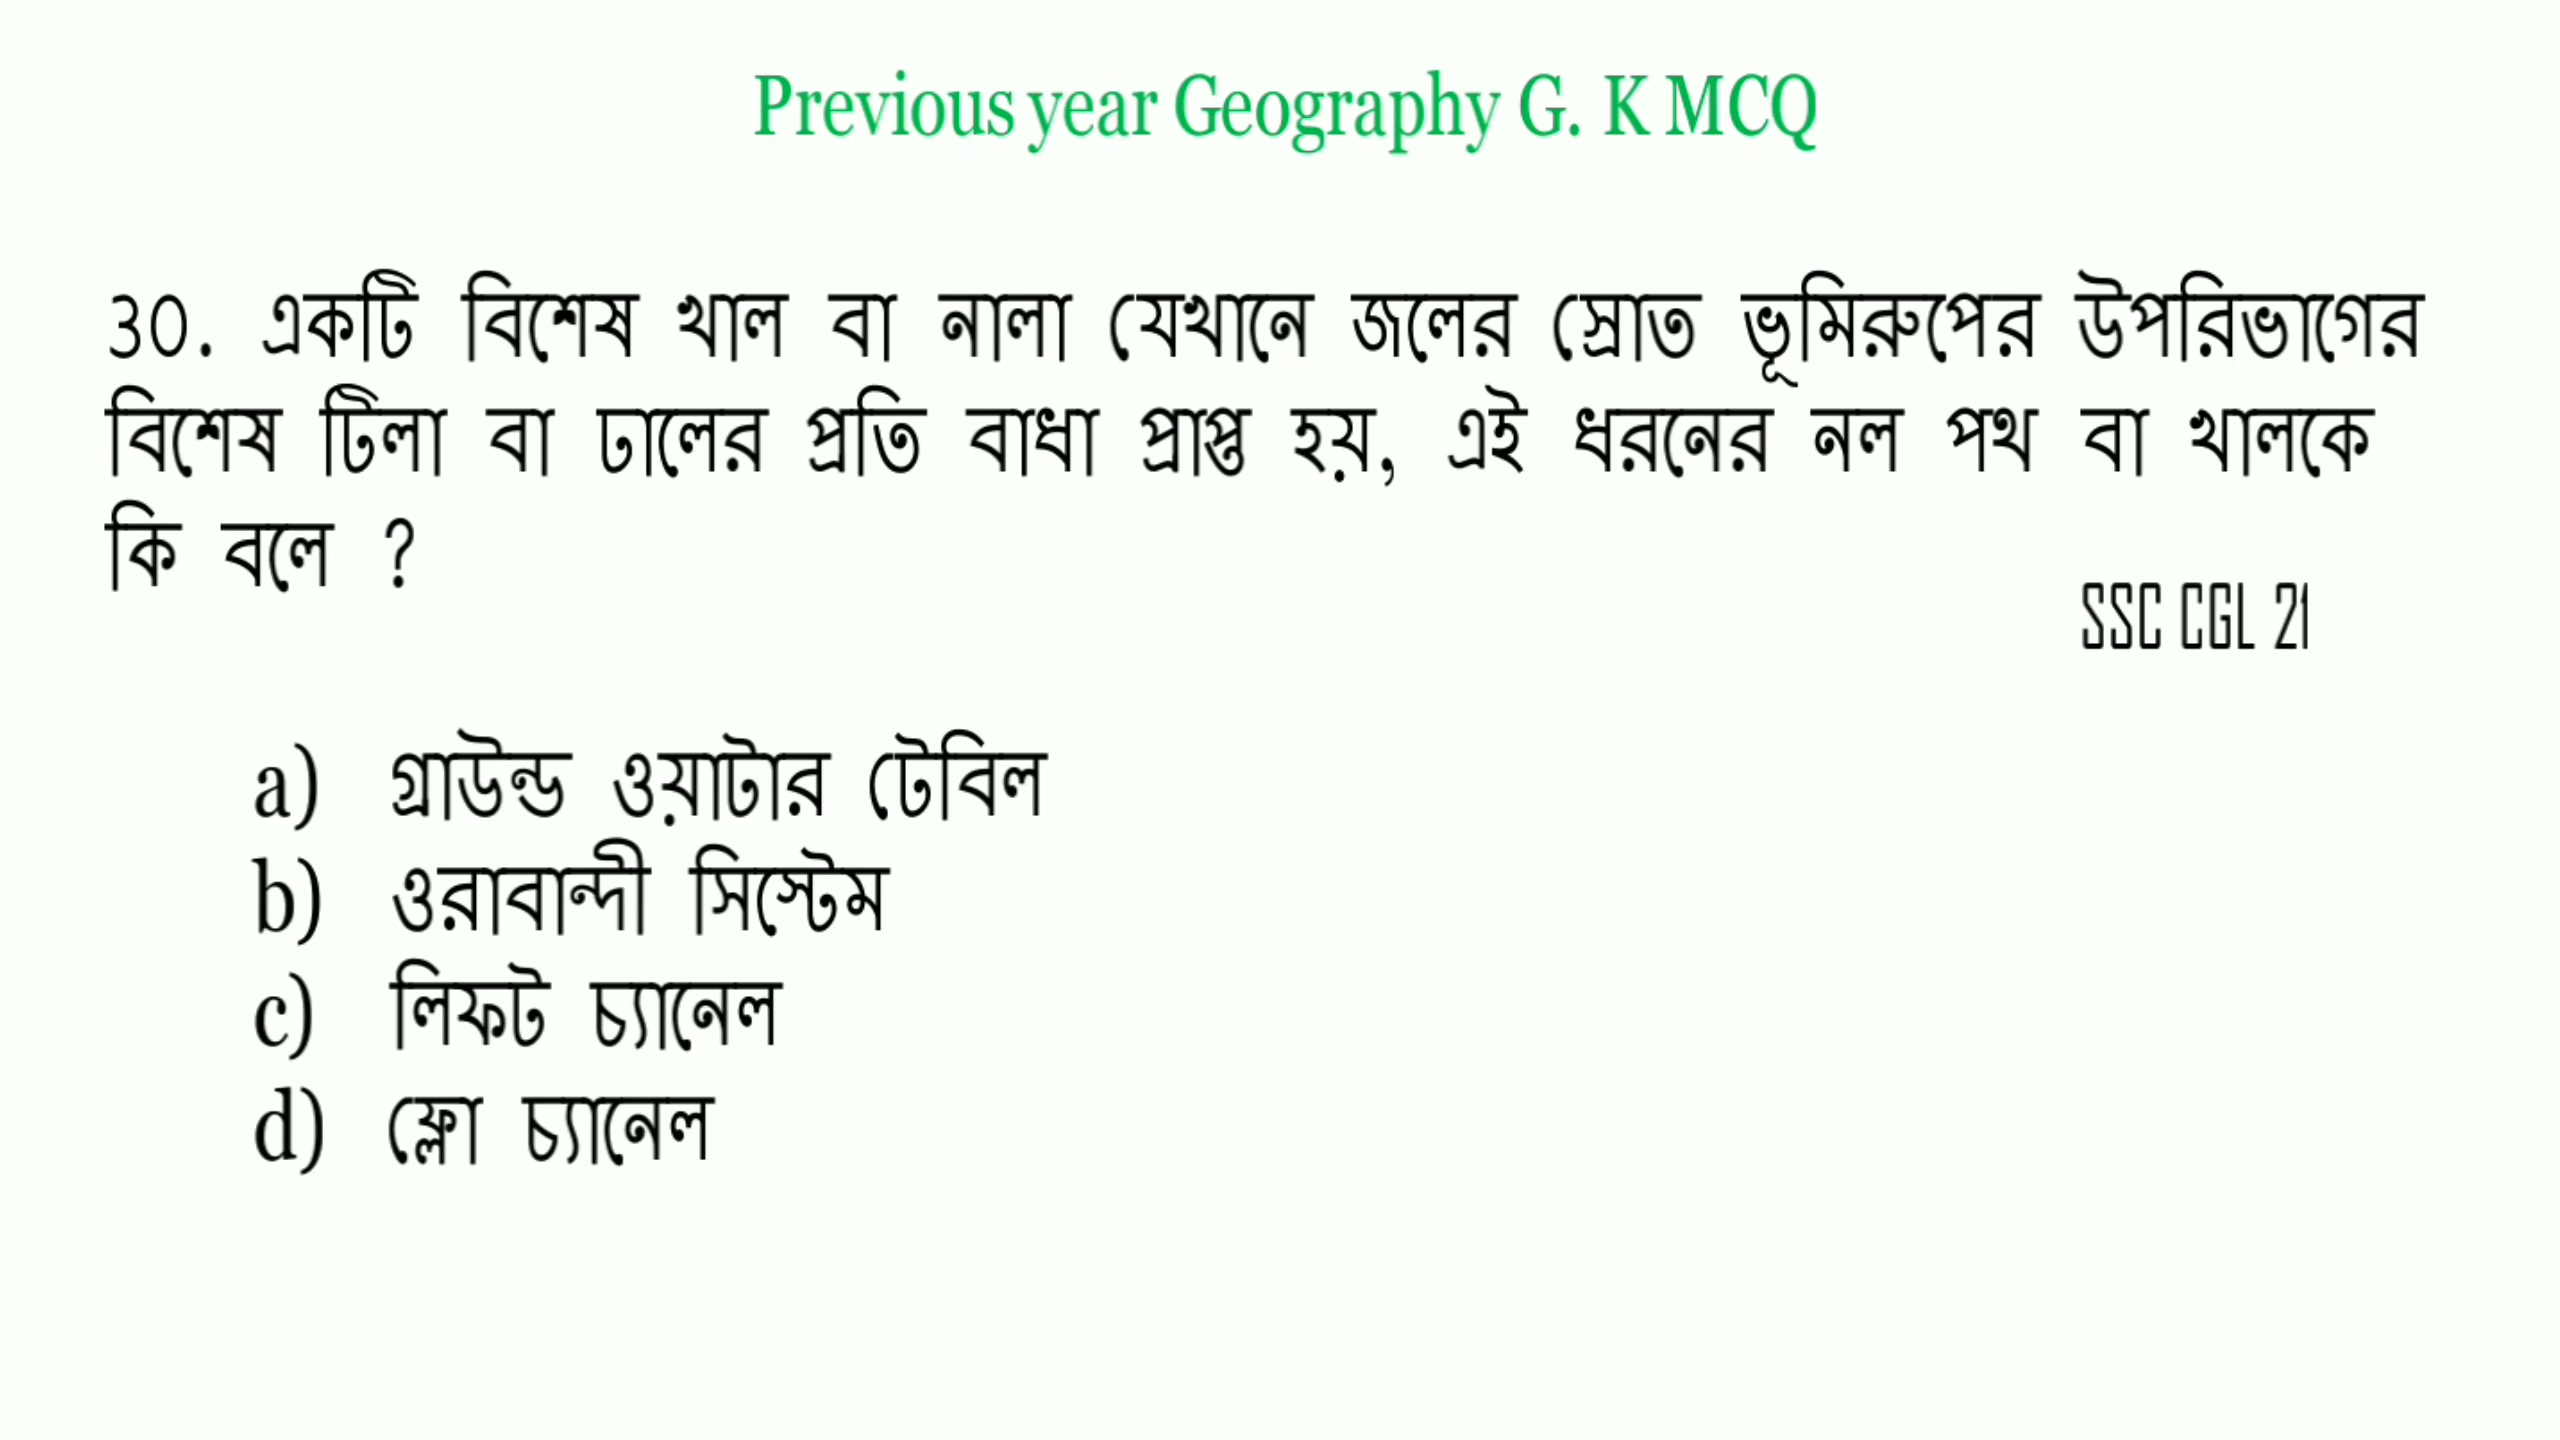 Previous year Geography G. K MCQ
30. একটি বিশেষ খাল বা নালা যেখানে জলের স্রোত ভূমিরুপের উপরিভাগের
বিশেষ টিলা বা ঢালের প্রতি বাধা প্রাপ্ত হয়, এই ধরনের নল পথ বা খালকে
কি বলে ?
SSC CGL 21
a) গ্রাউন্ড ওয়াটার টেবিল
b) ওরাবান্দী সিস্টেম
c) লিফট চ্যানেল
d) ফ্লো চ্যানেল